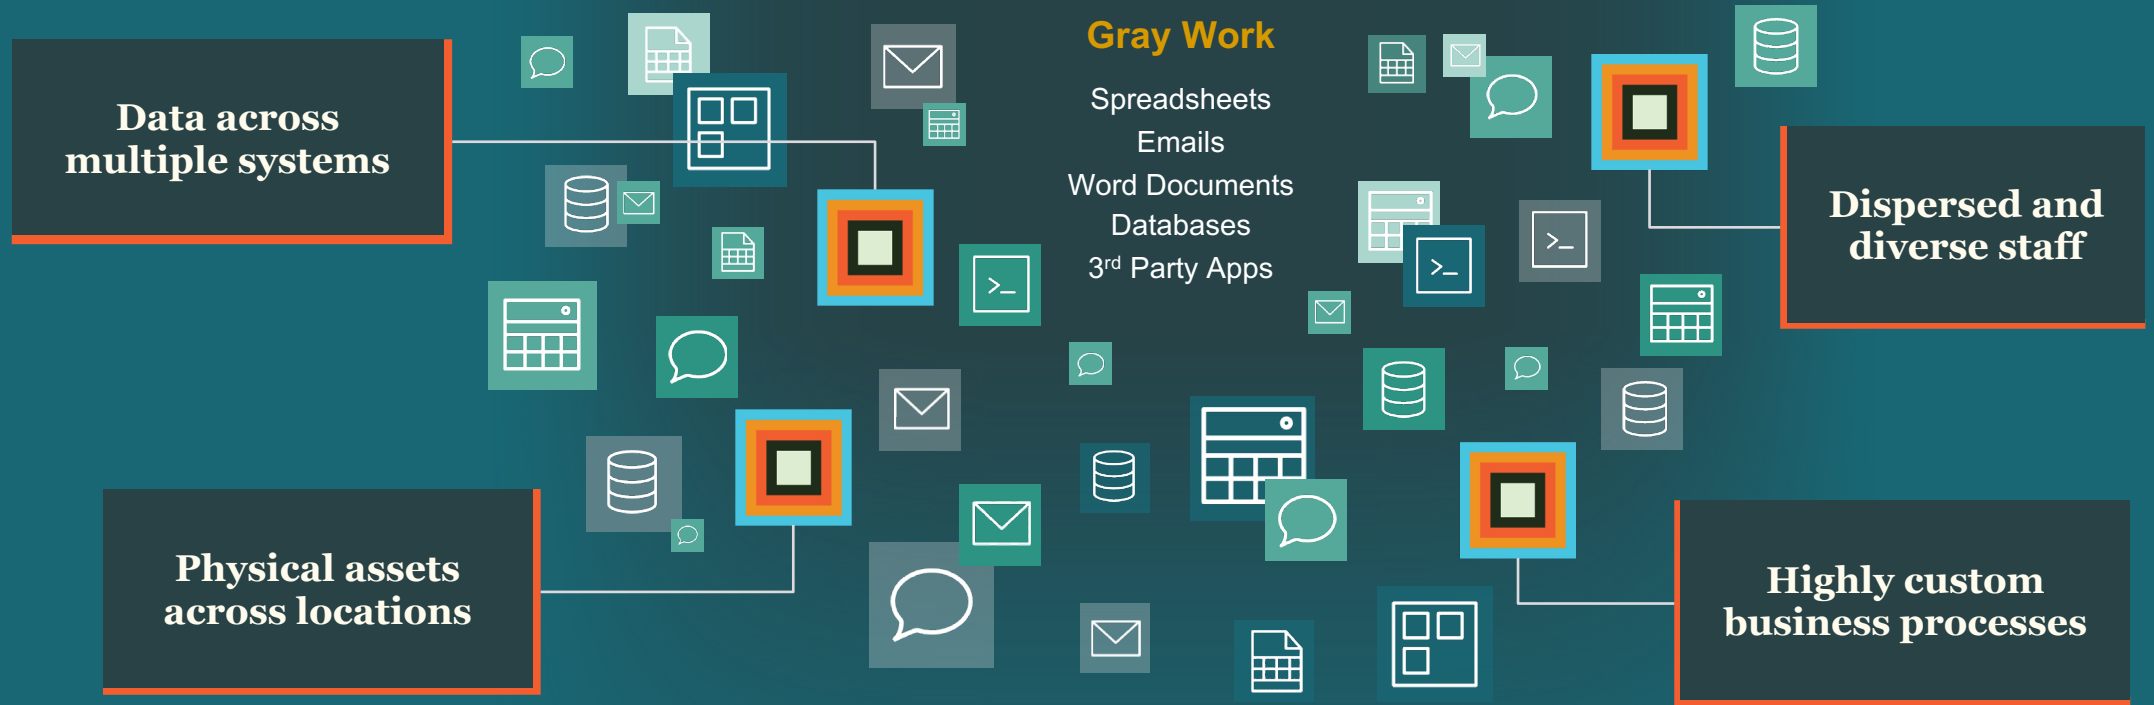 Gray Work
Spreadsheets
Emails
Word Documents
Databases
3rd Party Apps
Data across
multiple systems
Dispersed and
diverse staff
Physical assets
across locations
Highly custom
business processes